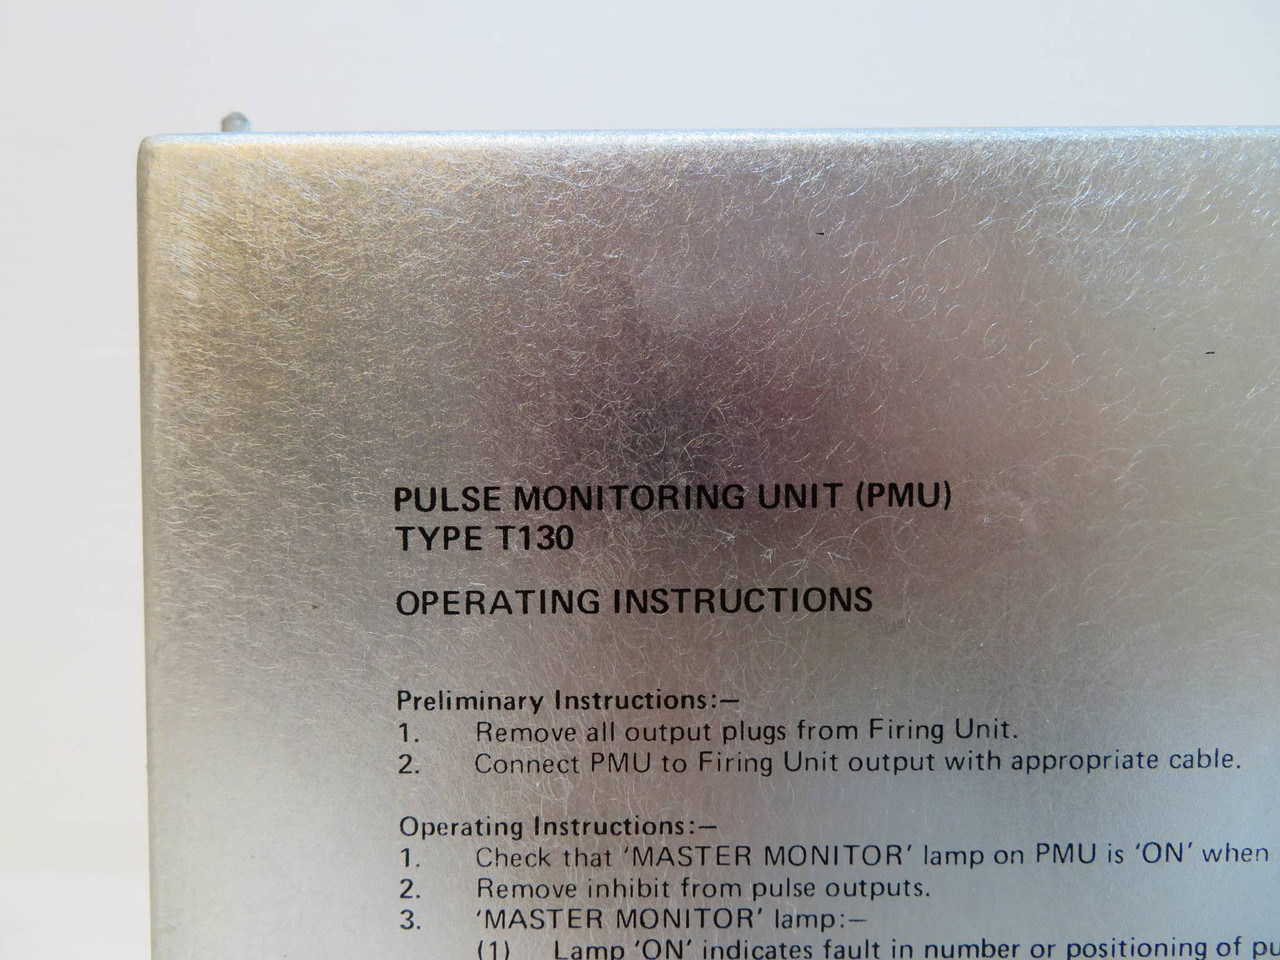 PULSE MONITORING UNIT (PMU)
TYPE T130
OPERATING INSTRUCTIONS
Preliminary Instructions:—
1. Remove all output plugs from Firing Unit.
2. Connect PMU to Firing Unit output with appropriate cable.
Operating Instructions:—
1. Check that 'MASTER MONITOR' lamp on PMU is 'ON' when
2. Remove inhibit from pulse outputs.
3. 'MASTER MONITOR' lamp:—
(1) Lamp 'ON' indicates fault in number or positioning of